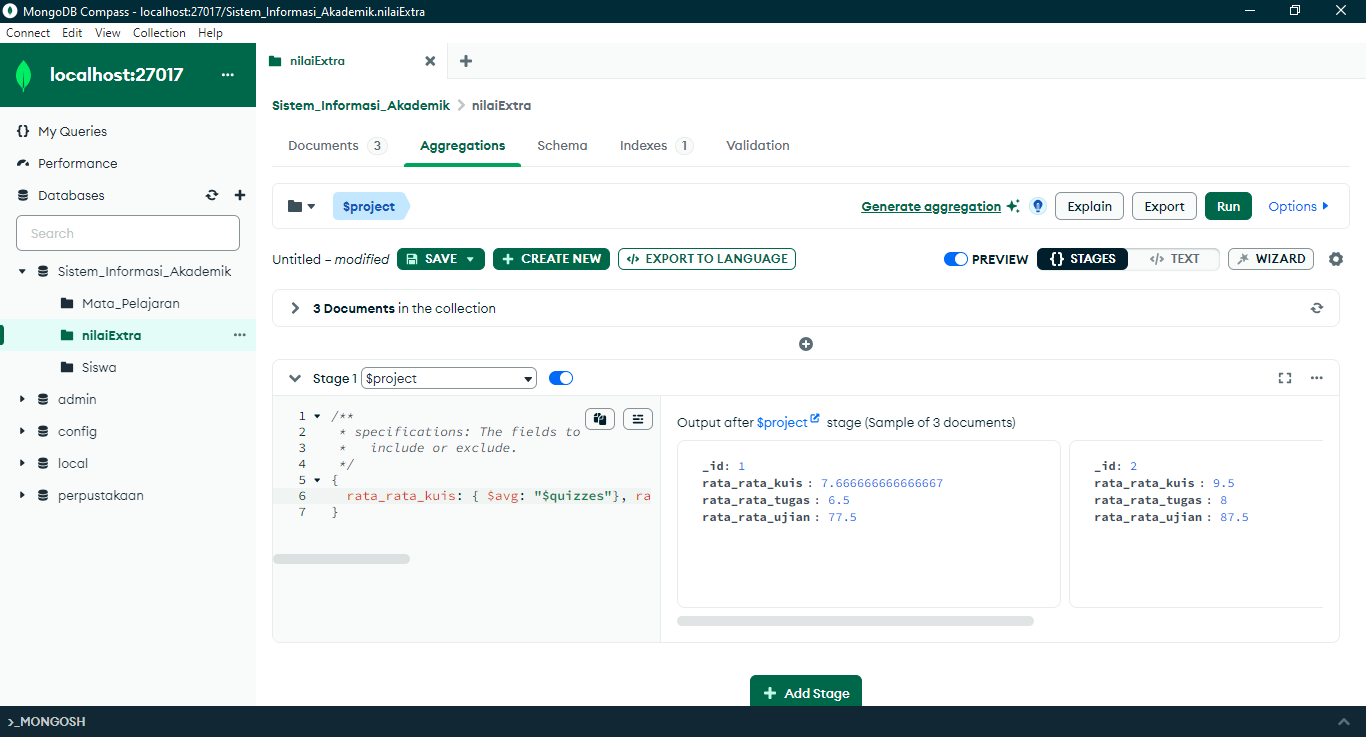 MongoDB Compass - localhost:27017/Sistem_Informasi_Akademik.nilaiExtra
Connect Edit View Collection Help
localhost:27017
nilaiExtra
Sistem_Informasi_Akademik > nilaiExtra
{} My Queries
Performance
Databases
Search
Sistem_Informasi_Akademik
Mata_Pelajaran
nilaiExtra
Siswa
admin
config
local
perpustakaan
Documents 3 Aggregations Schema Indexes 1 Validation
$project
Generate aggregation Explain Export Run Options
Untitled – modified SAVE CREATE NEW EXPORT TO LANGUAGE PREVIEW {} STAGES </> TEXT WIZARD
3 Documents in the collection
Stage 1 $project
1 /**
2 * specifications: The fields to
3 *   include or exclude.
4 */
5 {
6 rata_rata_kuis: { $avg: "$quizzes"}, ra
7 }
Output after $project stage (Sample of 3 documents)
_id: 1
rata_rata_kuis : 7.666666666666667
rata_rata_tugas : 6.5
rata_rata_ujian : 77.5
_id: 2
rata_rata_kuis : 9.5
rata_rata_tugas : 8
rata_rata_ujian : 87.5
Add Stage
>_MONGOSH